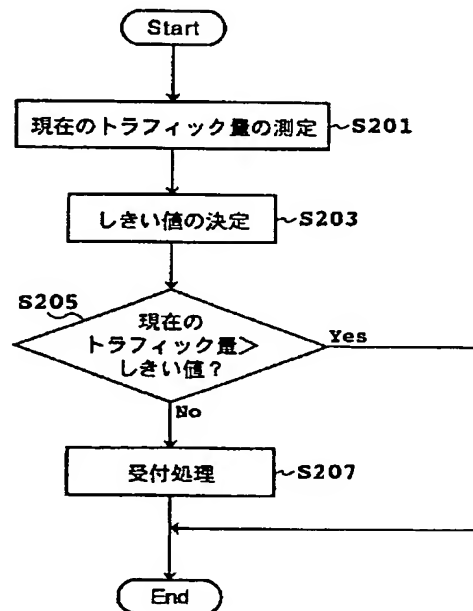 Start
現在のトラフィック量の測定 S201
しきい値の決定 S203
S205
現在の
トラフィック量>
しきい値?
Yes
No
受付処理 S207
End